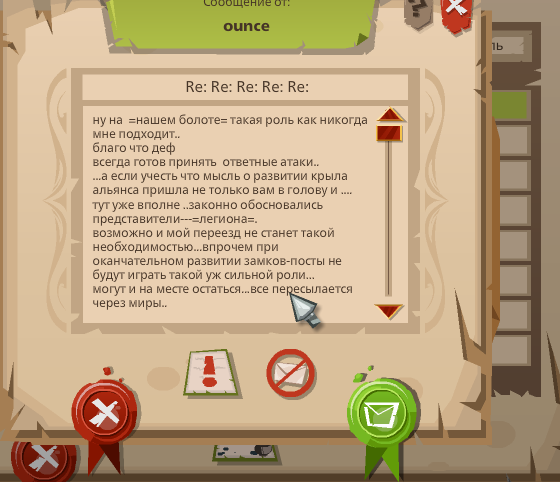 Сообщение от:
ounce
ль
Re: Re: Re: Re: Re:
ну на =нашем болоте= такая роль как никогда
мне подходит..
благо что деф
всегда готов принять ответные атаки..
...а если учесть что мысль о развитии крыла
альянса пришла не только вам в голову и ....
тут уже вполне ..законно обосновались
представители---=легиона=.
возможно и мой переезд не станет такой
необходимостью...впрочем при
оканчательном развитии замков-посты не
будут играть такой уж сильной роли...
могут и на месте остаться...все пересылается
через миры..